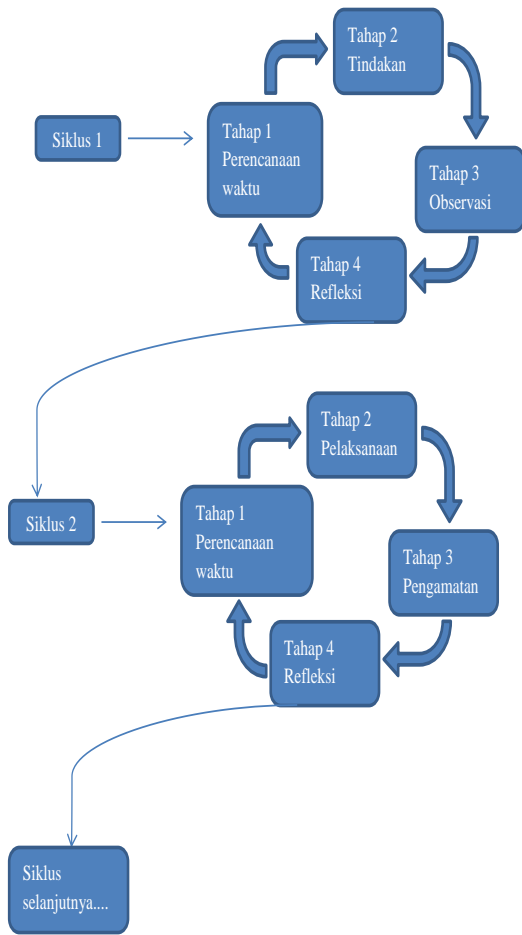 Siklus 1
Tahap 1
Perencanaan
waktu
Tahap 2
Tindakan
Tahap 3
Observasi
Tahap 4
Refleksi
Siklus 2
Tahap 1
Perencanaan
waktu
Tahap 2
Pelaksanaan
Tahap 3
Pengamatan
Tahap 4
Refleksi
Siklus
selanjutnya....